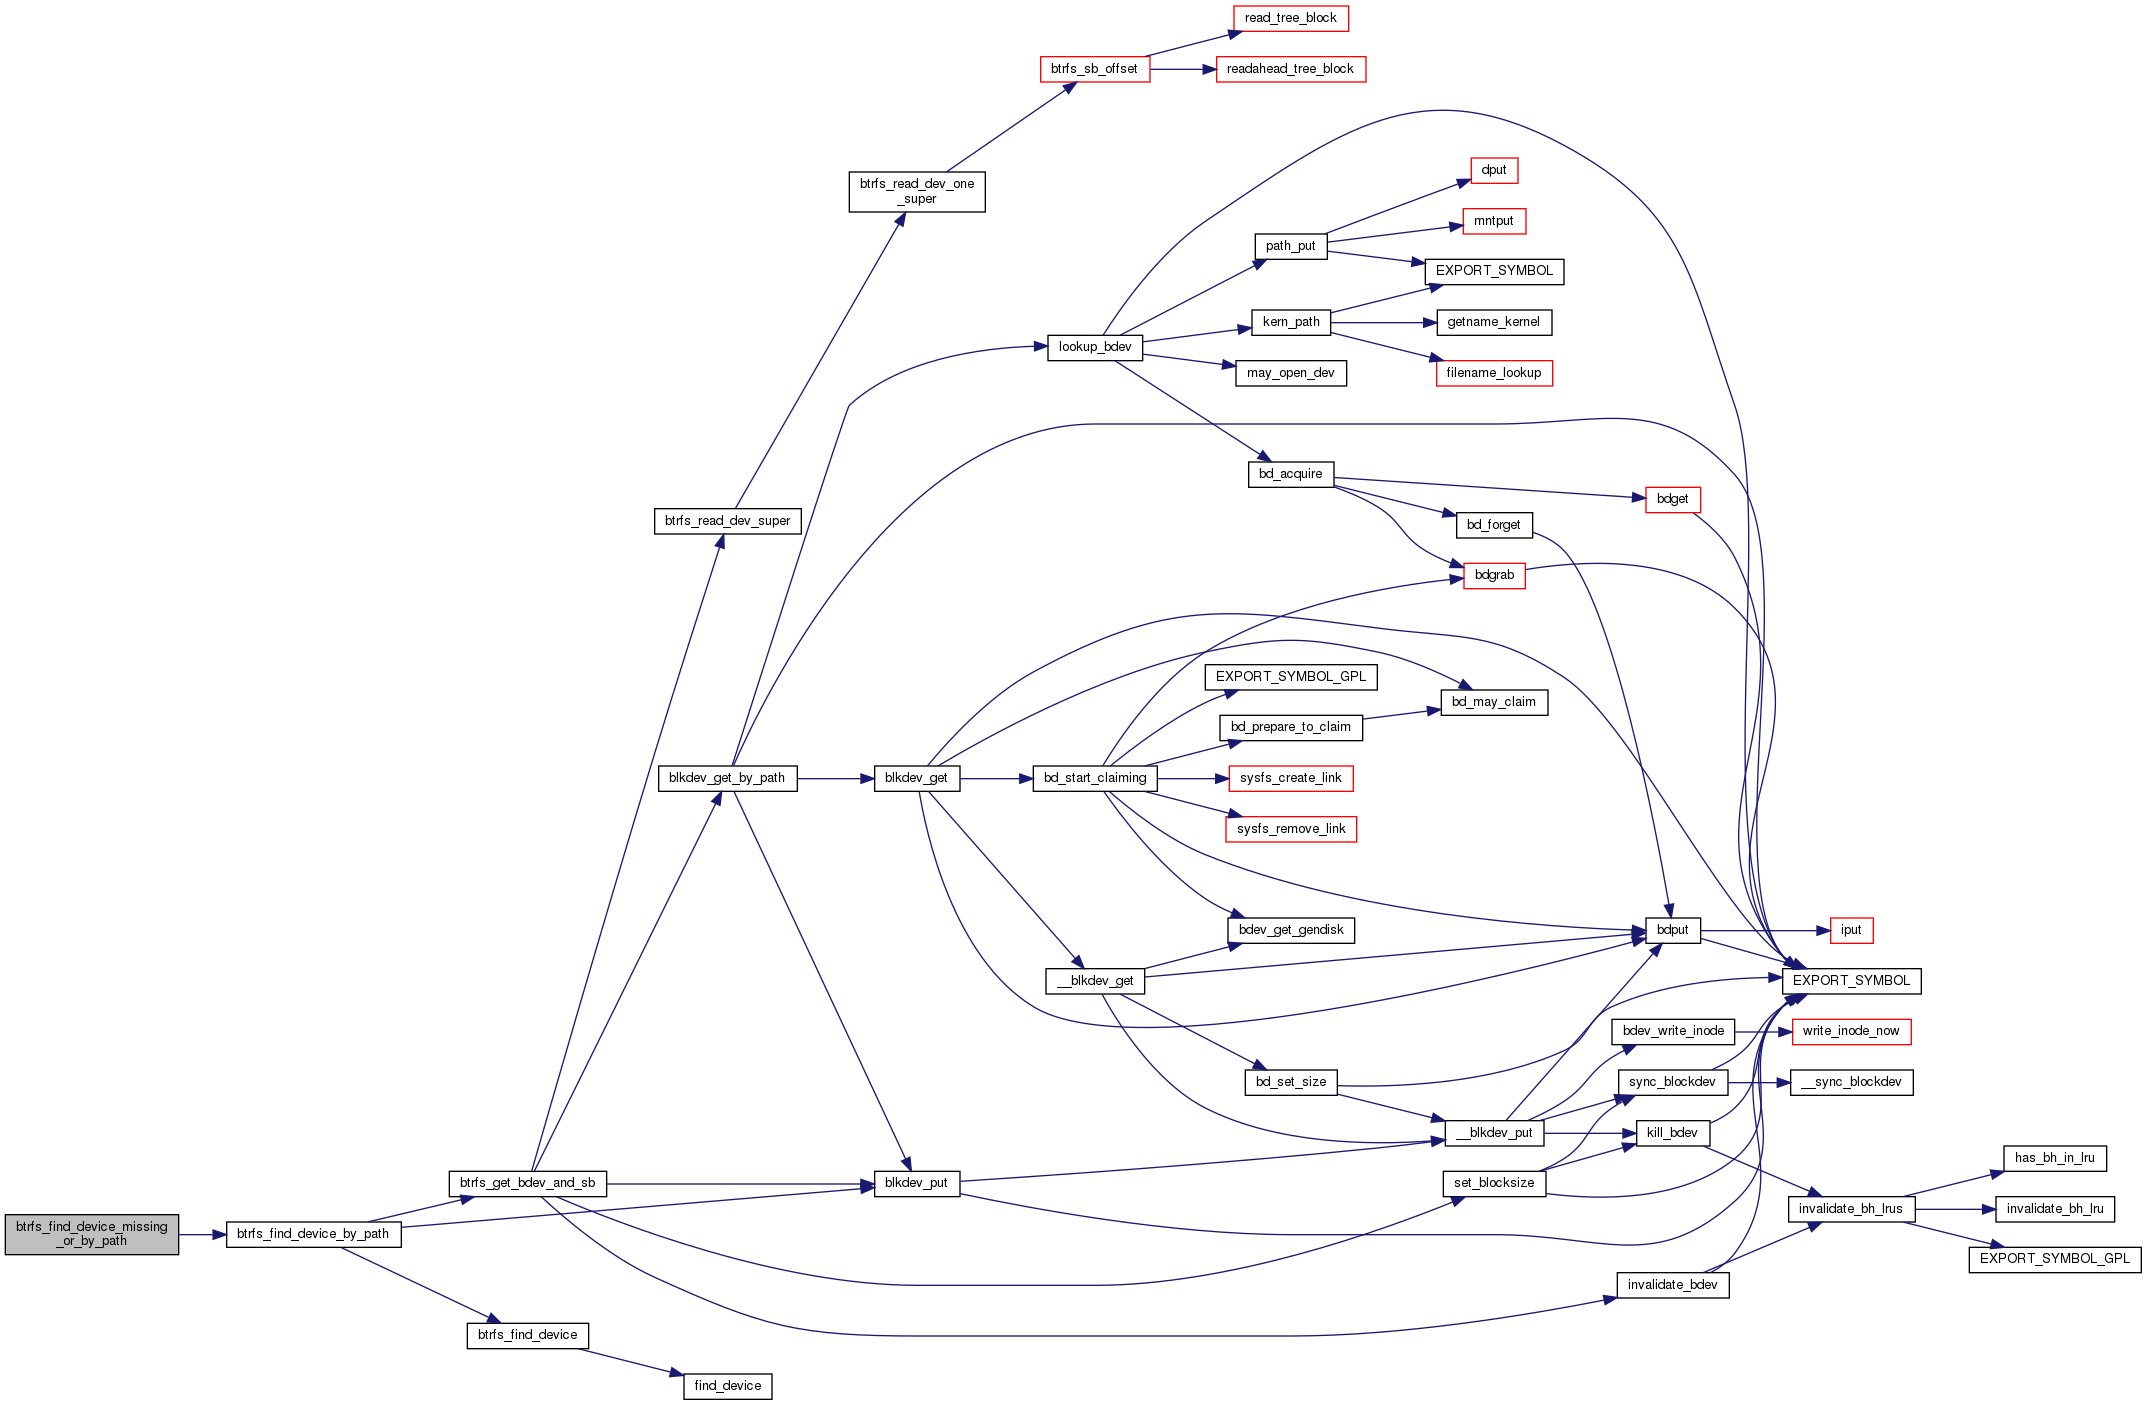 read_tree_block
btrfs_sb_offset
readahead_tree_block
btrfs_read_dev_one
_super
dput
mntput
path_put
EXPORT_SYMBOL
kern_path
getname_kernel
lookup_bdev
may_open_dev
filename_lookup
bd_acquire
bdget
btrfs_read_dev_super
bd_forget
bdgrab
EXPORT_SYMBOL_GPL
bd_may_claim
bd_prepare_to_claim
blkdev_get_by_path
blkdev_get
bd_start_claiming
sysfs_create_link
sysfs_remove_link
bdev_get_gendisk
bdput
iput
__blkdev_get
EXPORT_SYMBOL
bdev_write_inode
write_inode_now
bd_set_size
sync_blockdev
__sync_blockdev
__blkdev_put
kill_bdev
has_bh_in_lru
btrfs_get_bdev_and_sb
blkdev_put
set_blocksize
invalidate_bh_lrus
invalidate_bh_lru
btrfs_find_device_missing
_or_by_path
btrfs_find_device_by_path
EXPORT_SYMBOL_GPL
invalidate_bdev
btrfs_find_device
find_device